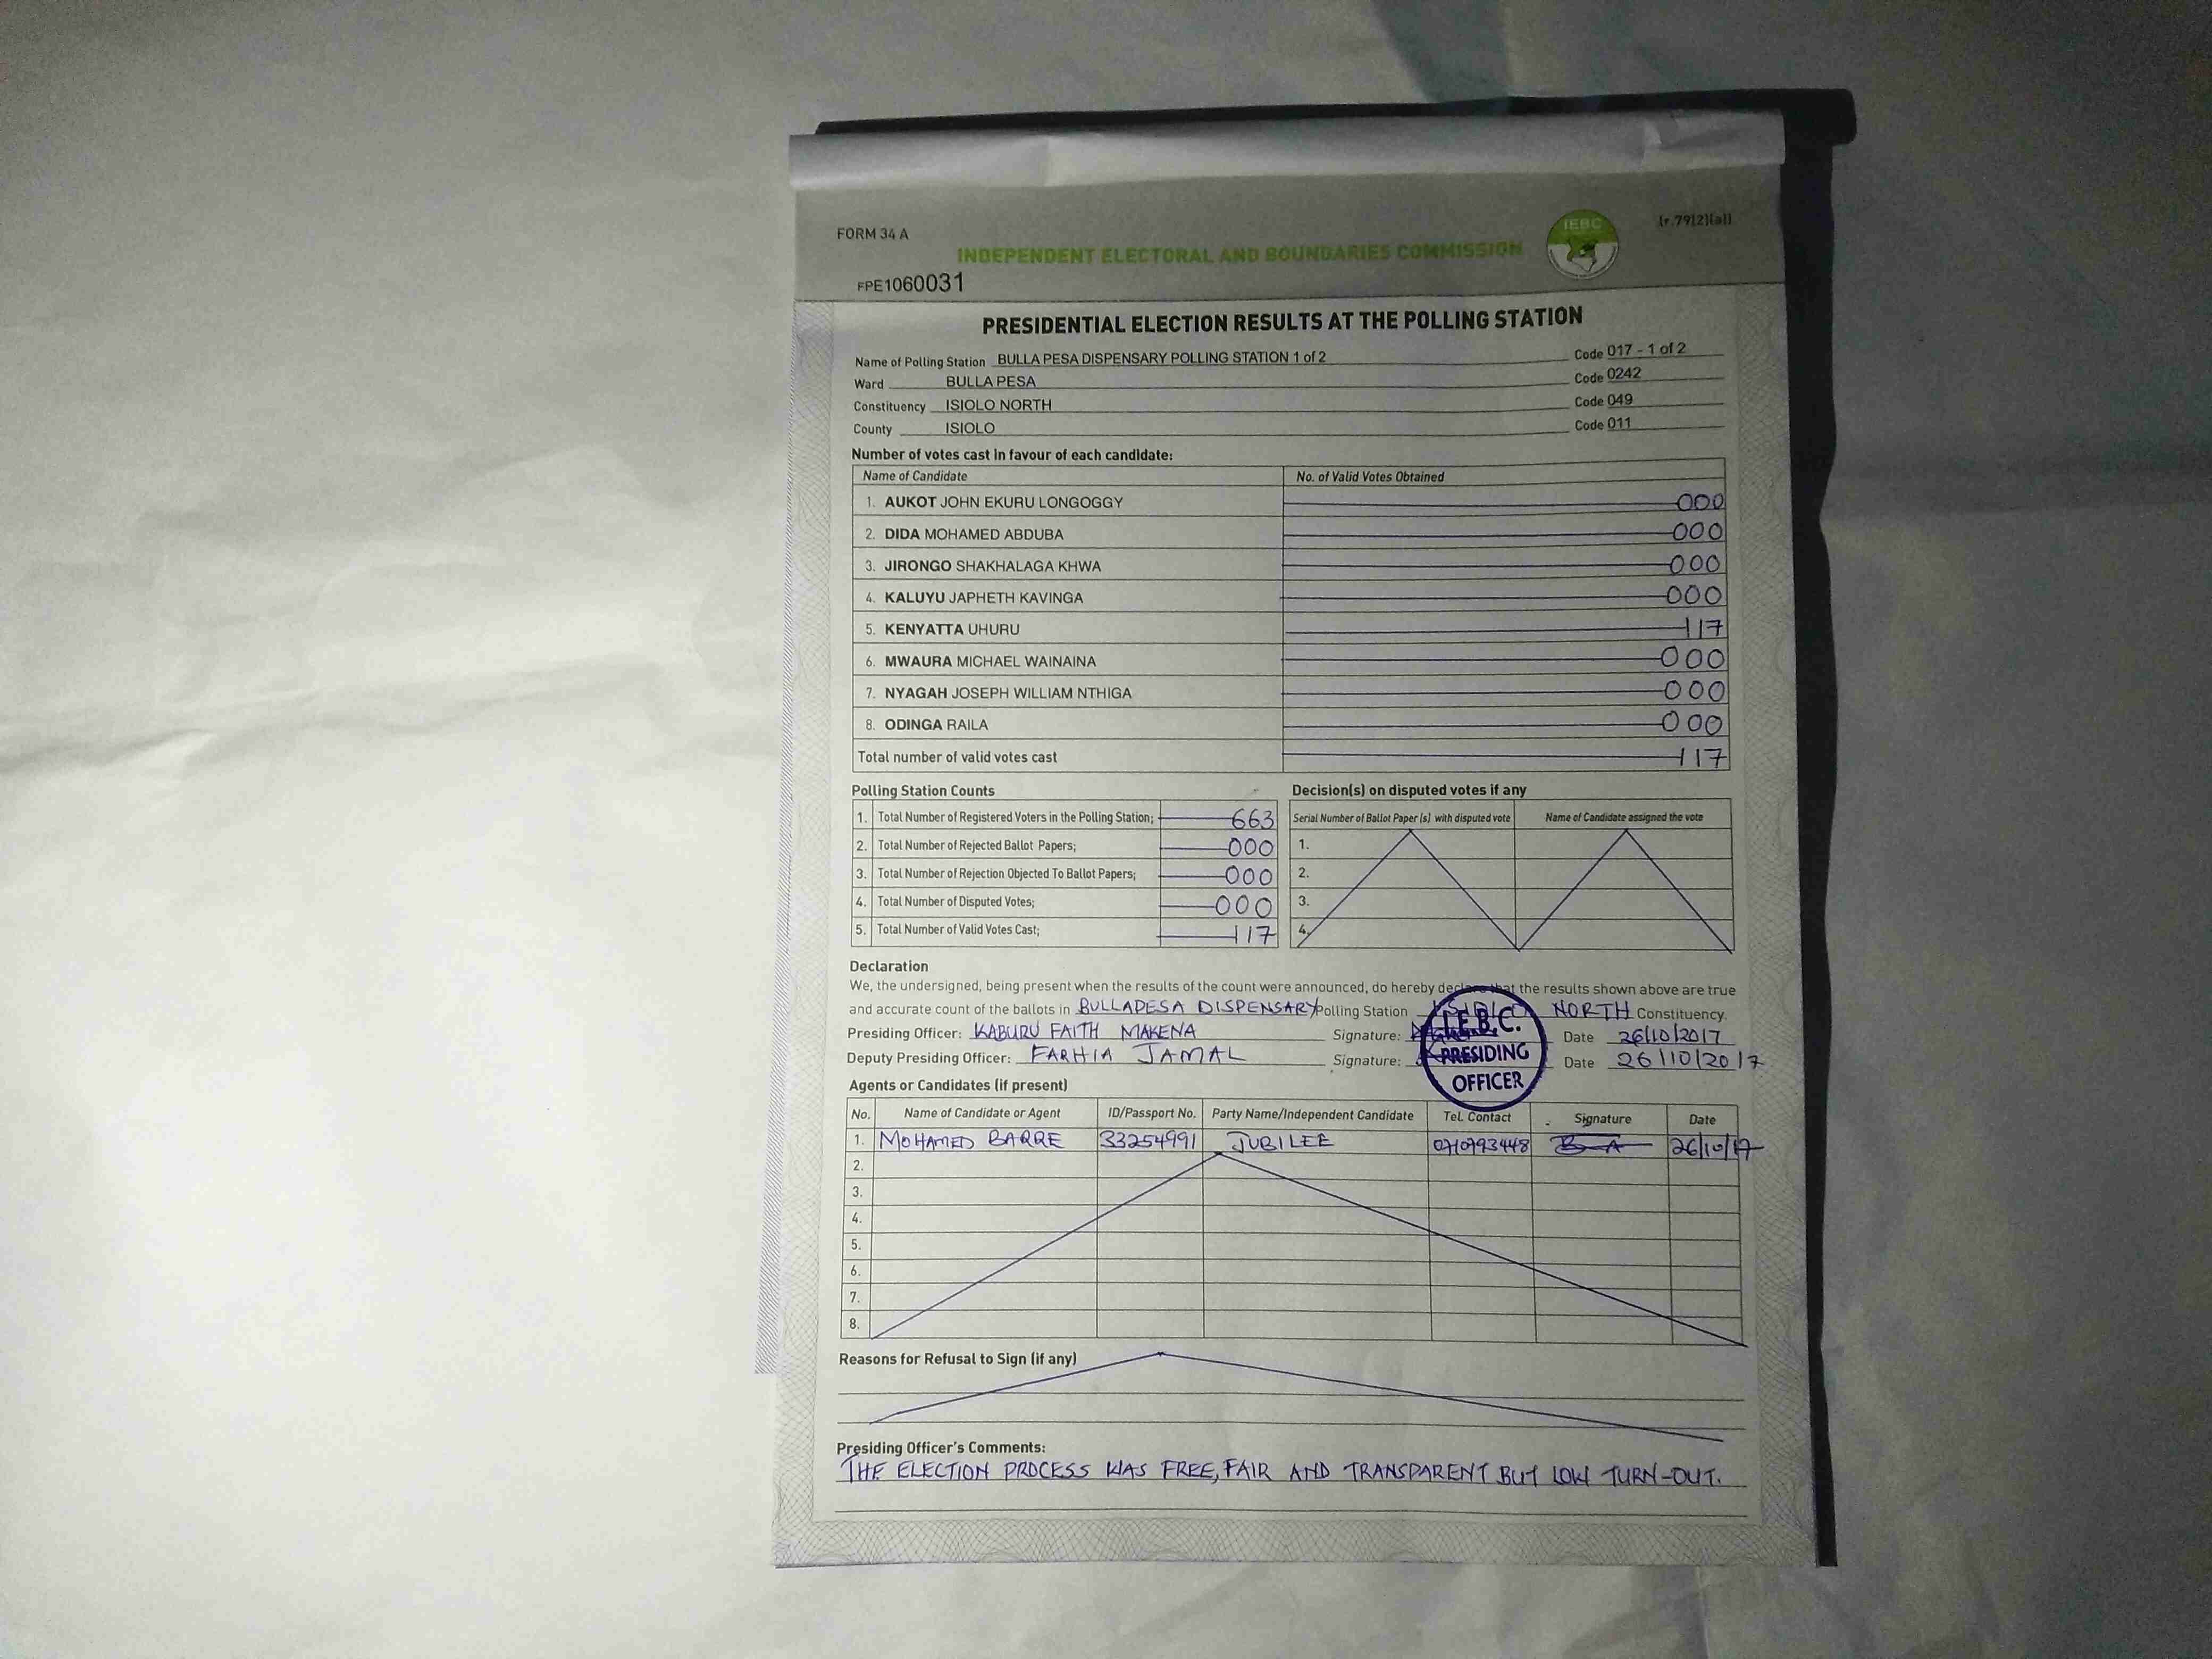 FORM 34 A
IEBC
(r.79(2)(a))
INDEPENDENT ELECTORAL AND BOUNDARIES COMMISSION
FPE1060031
PRESIDENTIAL ELECTION RESULTS AT THE POLLING STATION
Name of Polling Station BULLA PESA DISPENSARY POLLING STATION 1 of 2 Code 017 - 1 of 2
Ward BULLA PESA Code 0242
Constituency ISIOLO NORTH Code 049
County ISIOLO Code 011
Number of votes cast in favour of each candidate:
Name of Candidate No. of Valid Votes Obtained
1. AUKOT JOHN EKURU LONGOGGY 000
2. DIDA MOHAMED ABDUBA 000
3. JIRONGO SHAKHALAGA KHWA 000
4. KALUYU JAPHETH KAVINGA 000
5. KENYATTA UHURU 117
6. MWAURA MICHAEL WAINAINA 000
7. NYAGAH JOSEPH WILLIAM NTHIGA 000
8. ODINGA RAILA 000
Total number of valid votes cast 117
Polling Station Counts
1. Total Number of Registered Voters in the Polling Station; 663
2. Total Number of Rejected Ballot Papers; 000
3. Total Number of Rejection Objected To Ballot Papers; 000
4. Total Number of Disputed Votes; 000
5. Total Number of Valid Votes Cast; 117
Decision(s) on disputed votes if any
Serial Number of Ballot Paper (s) with disputed vote Name of Candidate assigned the vote
1.
2.
3.
4.
Declaration
We, the undersigned, being present when the results of the count were announced, do hereby declare that the results shown above are true
and accurate count of the ballots in BULLAPESA DISPENSARY Polling Station ISIOLO NORTH Constituency.
Presiding Officer: KABURU FAITH MAKENA Signature: Date 26/10/2017
Deputy Presiding Officer: FARHIA JAMAL Signature: Date 26/10/2017
I.E.B.C.
PRESIDING
OFFICER
Agents or Candidates (if present)
No. Name of Candidate or Agent ID/Passport No. Party Name/Independent Candidate Tel. Contact Signature Date
1. MOHAMED BARRE 33254991 JUBILEE 0710793448 26/10/17
2.
3.
4.
5.
6.
7.
8.
Reasons for Refusal to Sign (if any)
Presiding Officer's Comments:
THE ELECTION PROCESS WAS FREE, FAIR AND TRANSPARENT BUT LOW TURN-OUT.